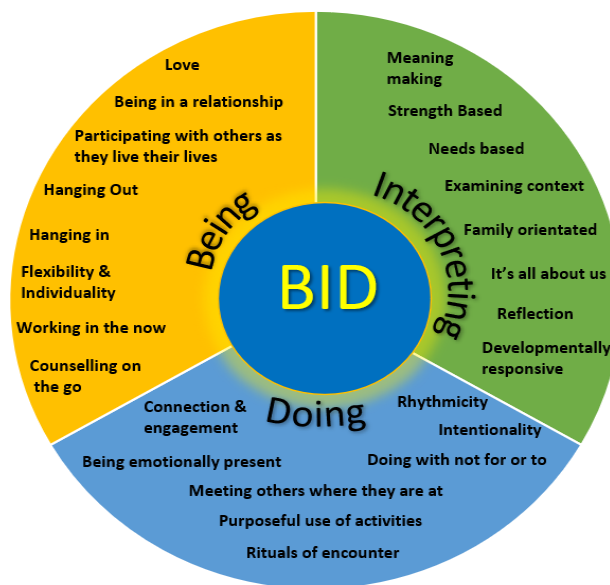 Love
Being in a relationship
Participating with others as
they live their lives
Hanging Out
Hanging in
Flexibility &
Individuality
Working in the now
Counselling on
the go
Being
Meaning
making
Strength Based
Needs based
Examining context
Family orientated
It's all about us
Reflection
Developmentally
responsive
Interpreting
BID
Doing
Connection &
engagement
Rhythmicity
Intentionality
Being emotionally present
Doing with not for or to
Meeting others where they are at
Purposeful use of activities
Rituals of encounter